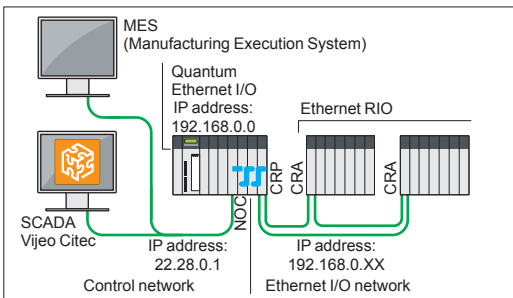 MES
(Manufacturing Execution System)
Quantum
Ethernet I/O
IP address:
192.168.0.0
Ethernet RIO
NOC
CRP
CRA
CRA
SCADA
Vijeo Citec
IP address:
22.28.0.1
IP address:
192.168.0.XX
Control network
Ethernet I/O network